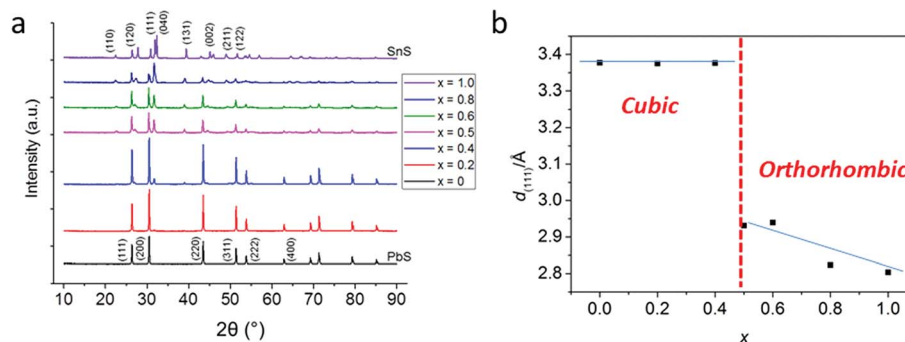 a
(110)
(120)
(111)
(040)
(131)
(002)
(211)
(122)
SnS
x = 1.0
x = 0.8
x = 0.6
x = 0.5
x = 0.4
x = 0.2
x = 0
Intensity (a.u.)
(111)
(200)
(220)
(311)
(222)
(400)
PbS
10 20 30 40 50 60 70 80 90
2θ (°)
b
3.4
3.3
3.2
3.1
3.0
2.9
2.8
d(111)/Å
Cubic
Orthorhombic
0.0 0.2 0.4 0.6 0.8 1.0
x